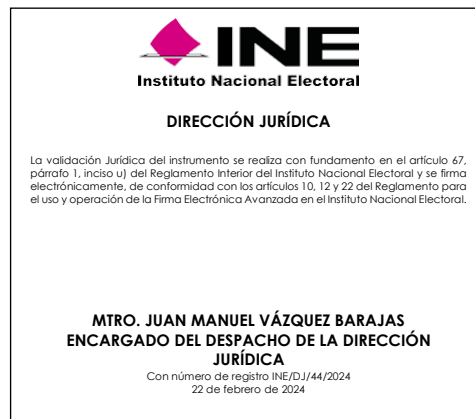 INE
Instituto Nacional Electoral
DIRECCIÓN JURÍDICA
La validación Jurídica del instrumento se realiza con fundamento en el artículo 67,
párrafo 1, inciso u) del Reglamento Interior del Instituto Nacional Electoral y se firma
electrónicamente, de conformidad con los artículos 10, 12 y 22 del Reglamento para
el uso y operación de la Firma Electrónica Avanzada en el Instituto Nacional Electoral.
MTRO. JUAN MANUEL VÁZQUEZ BARAJAS
ENCARGADO DEL DESPACHO DE LA DIRECCIÓN
JURÍDICA
Con número de registro INE/DJ/44/2024
22 de febrero de 2024